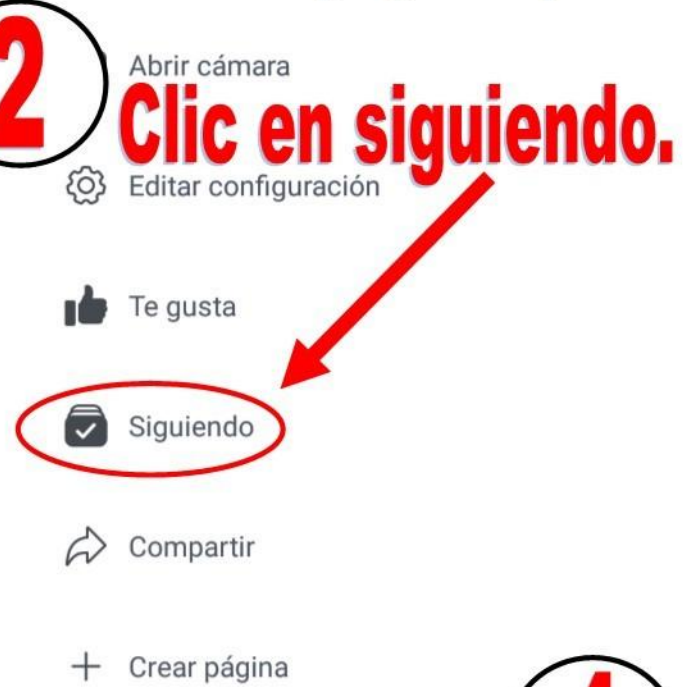 2
Abrir cámara
Clic en siguiendo.
Editar configuración
Te gusta
Siguiendo
Compartir
Crear página